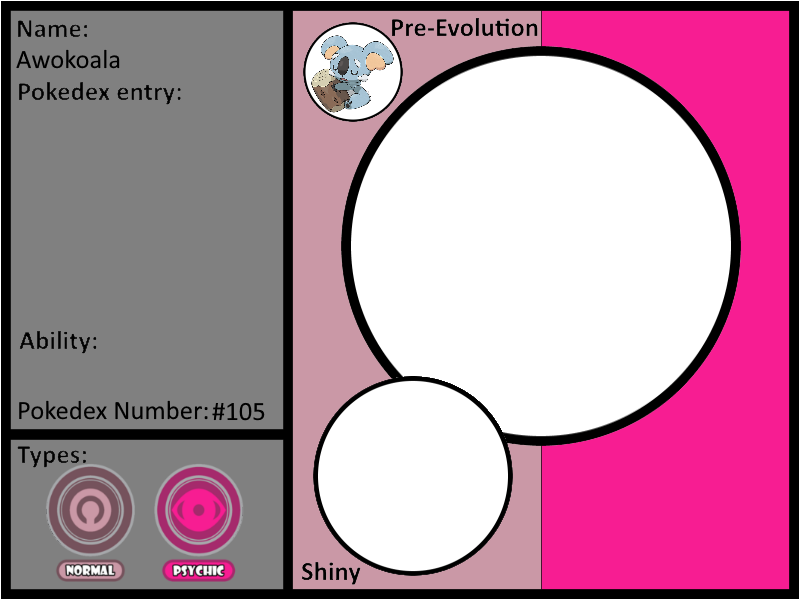 Name:
Awokoala
Pokedex entry:
Ability:
Pokedex Number: #105
Types:
NORMAL
PSYCHIC
Pre-Evolution
Shiny